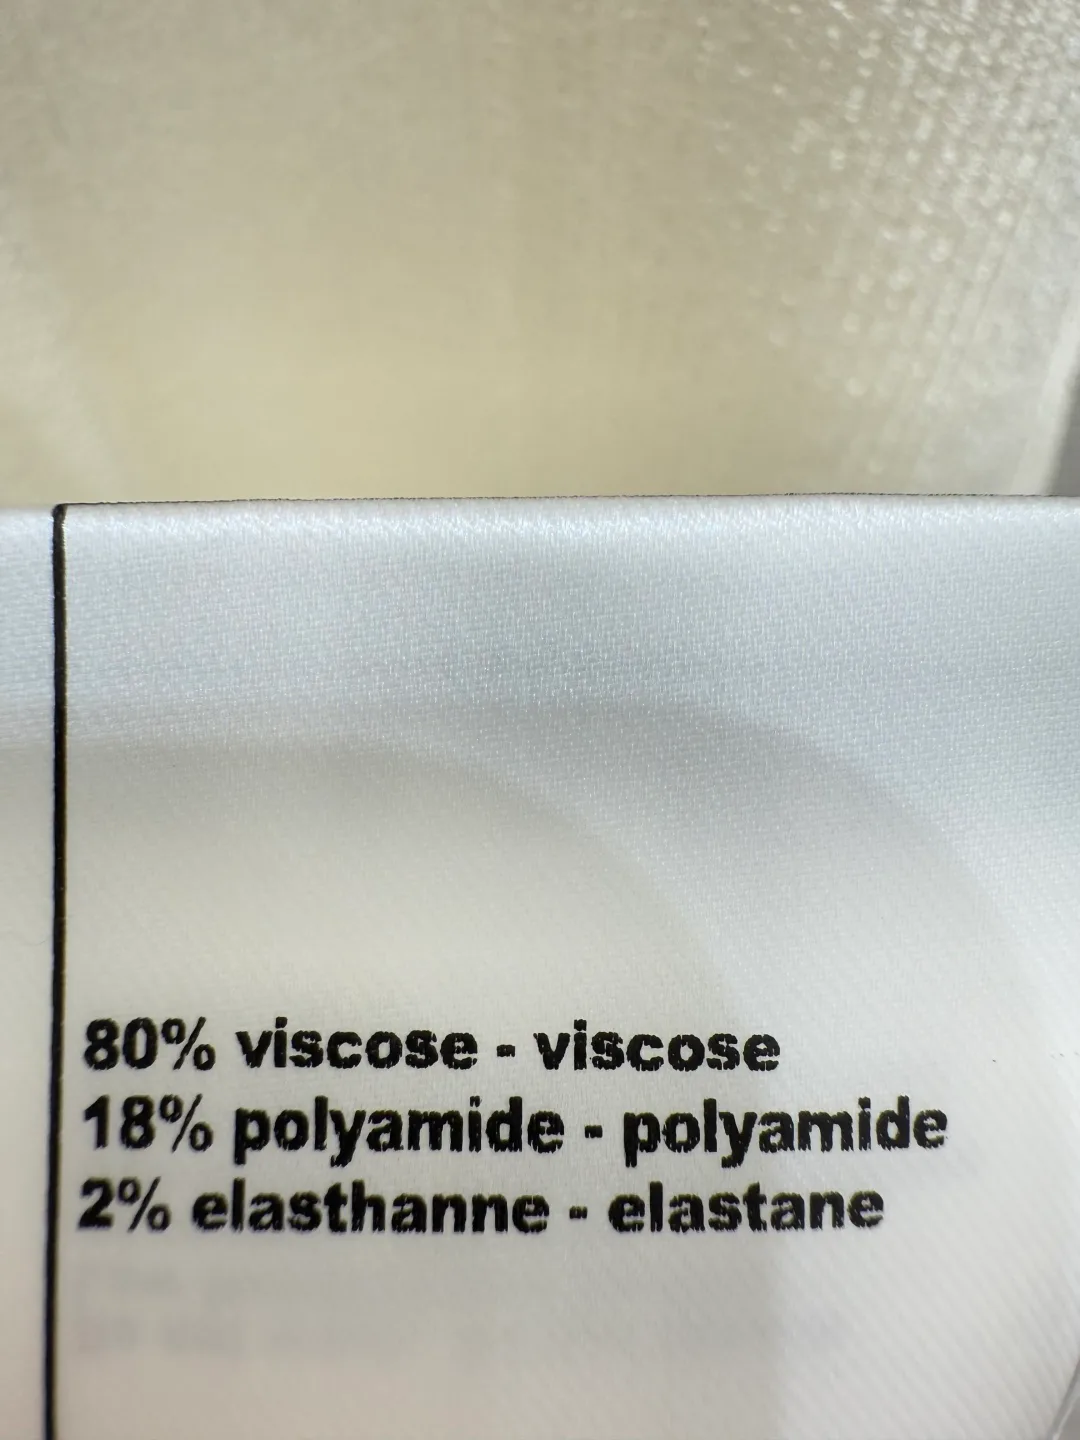 80% viscose - viscose
18% polyamide - polyamide
2% elasthanne - elastane